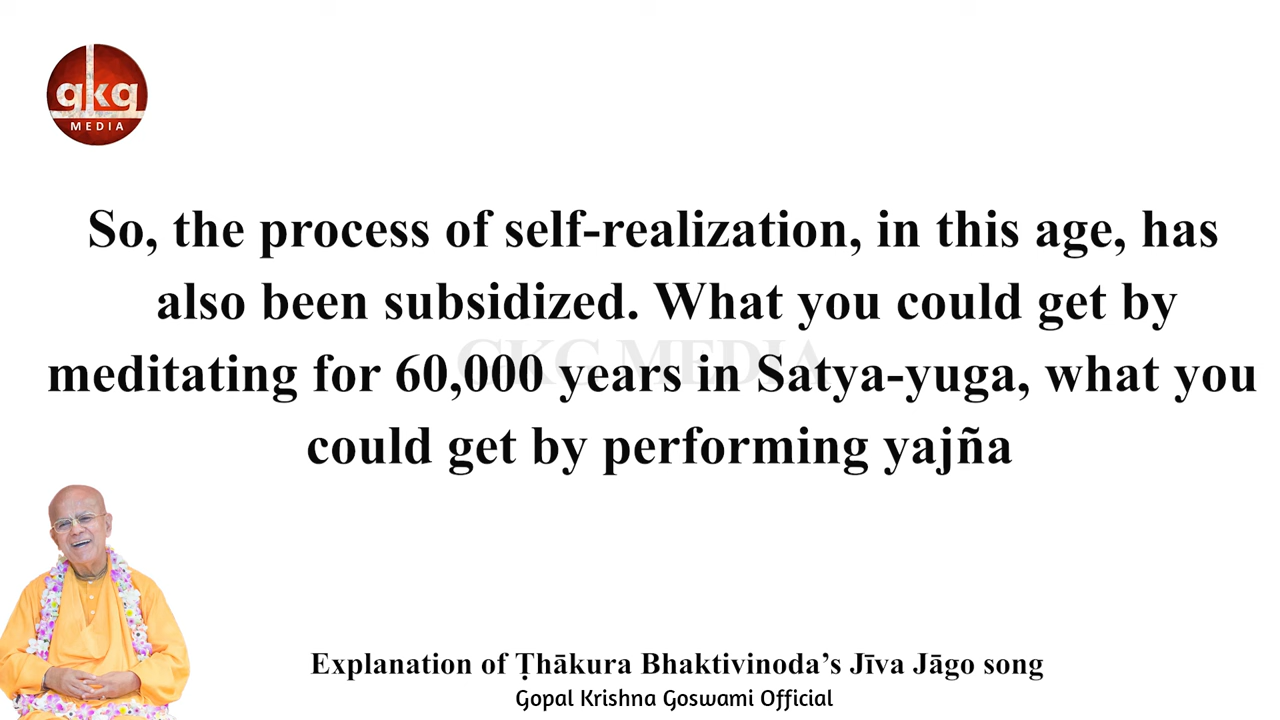 gkg
MEDIA
So, the process of self-realization, in this age, has
also been subsidized. What you could get by
GKG MEDIA
meditating for 60,000 years in Satya-yuga, what you
could get by performing yajña
Explanation of Ṭhākura Bhaktivinoda’s Jīva Jāgo song
Gopal Krishna Goswami Official